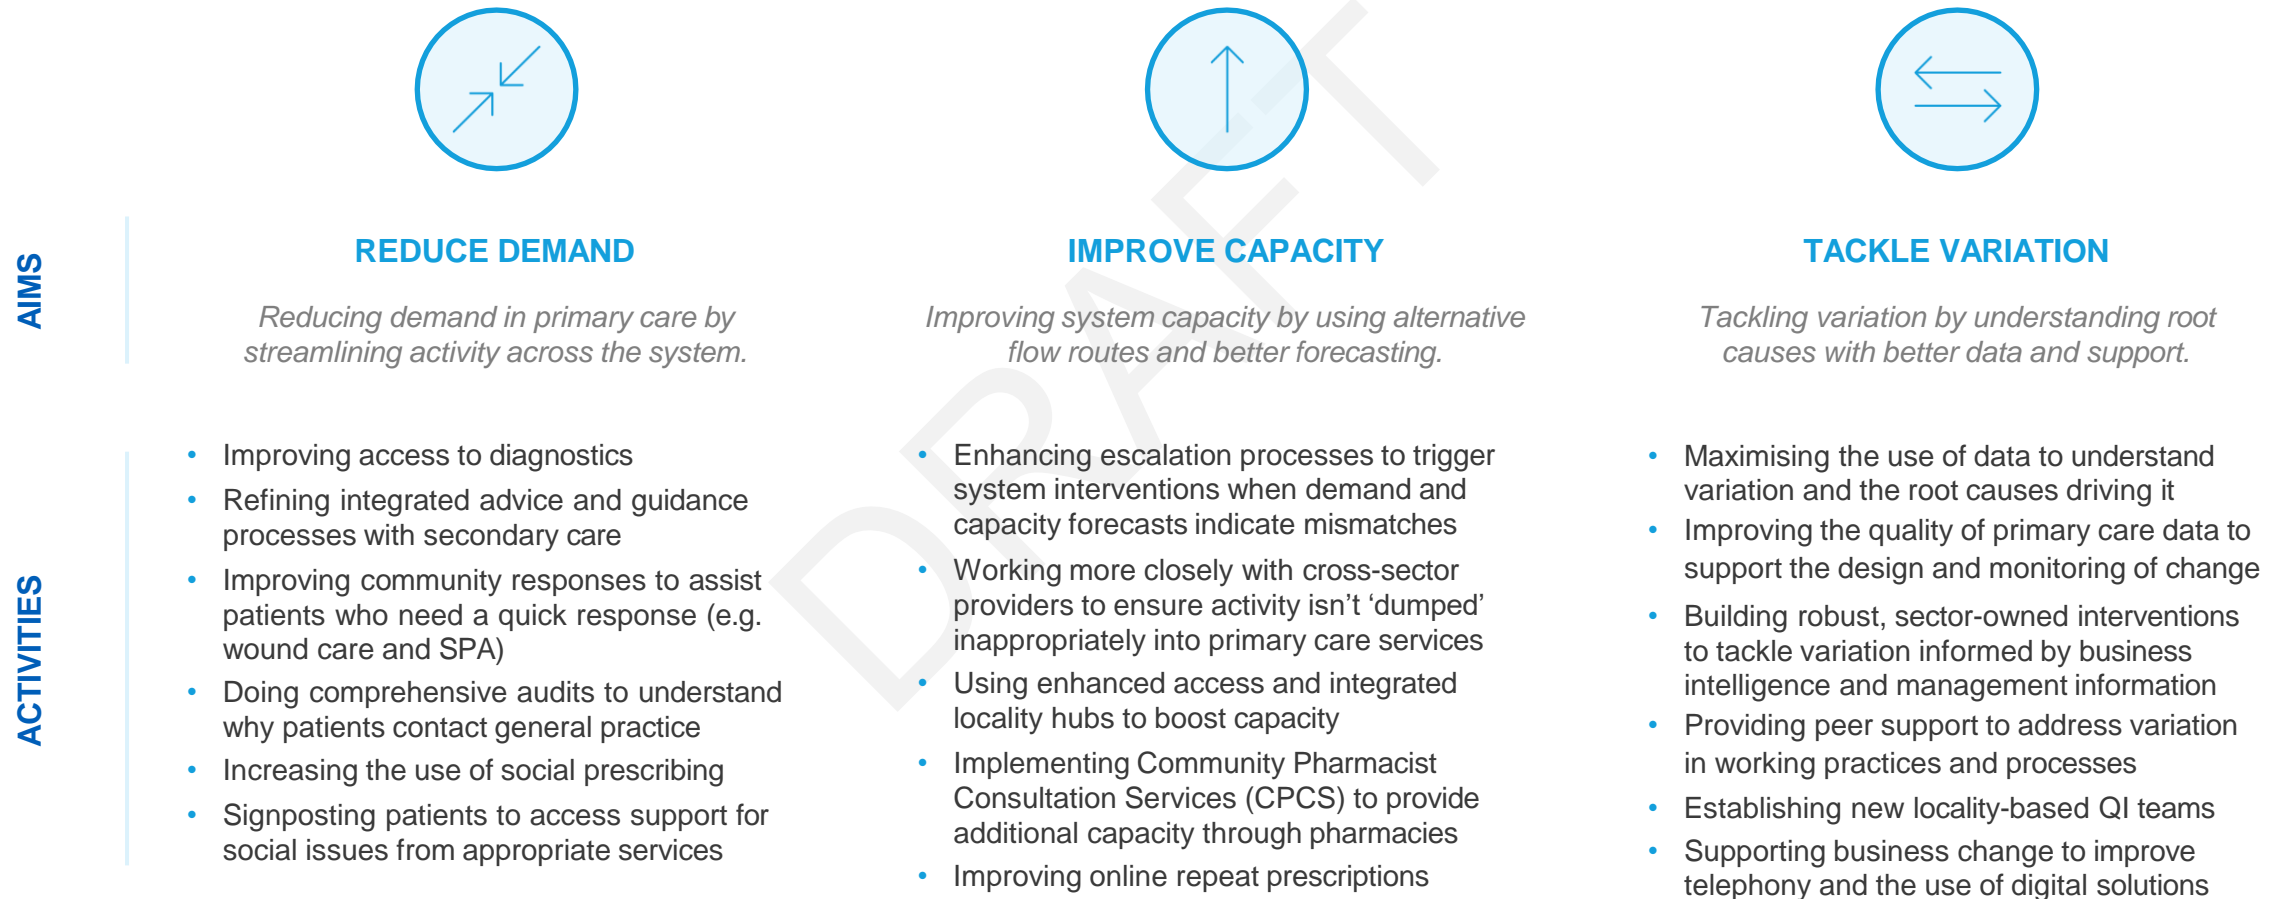 AIMS
REDUCE DEMAND
Reducing demand in primary care by
streamlining activity across the system.
IMPROVE CAPACITY
Improving system capacity by using alternative
flow routes and better forecasting.
TACKLE VARIATION
Tackling variation by understanding root
causes with better data and support.
ACTIVITIES
• Improving access to diagnostics
• Refining integrated advice and guidance
processes with secondary care
• Improving community responses to assist
patients who need a quick response (e.g.
wound care and SPA)
• Doing comprehensive audits to understand
why patients contact general practice
• Increasing the use of social prescribing
• Signposting patients to access support for
social issues from appropriate services
• Enhancing escalation processes to trigger
system interventions when demand and
capacity forecasts indicate mismatches
• Working more closely with cross-sector
providers to ensure activity isn’t ‘dumped’
inappropriately into primary care services
• Using enhanced access and integrated
locality hubs to boost capacity
• Implementing Community Pharmacist
Consultation Services (CPCS) to provide
additional capacity through pharmacies
• Improving online repeat prescriptions
• Maximising the use of data to understand
variation and the root causes driving it
• Improving the quality of primary care data to
support the design and monitoring of change
• Building robust, sector-owned interventions
to tackle variation informed by business
intelligence and management information
• Providing peer support to address variation
in working practices and processes
• Establishing new locality-based QI teams
• Supporting business change to improve
telephony and the use of digital solutions
DRAFT